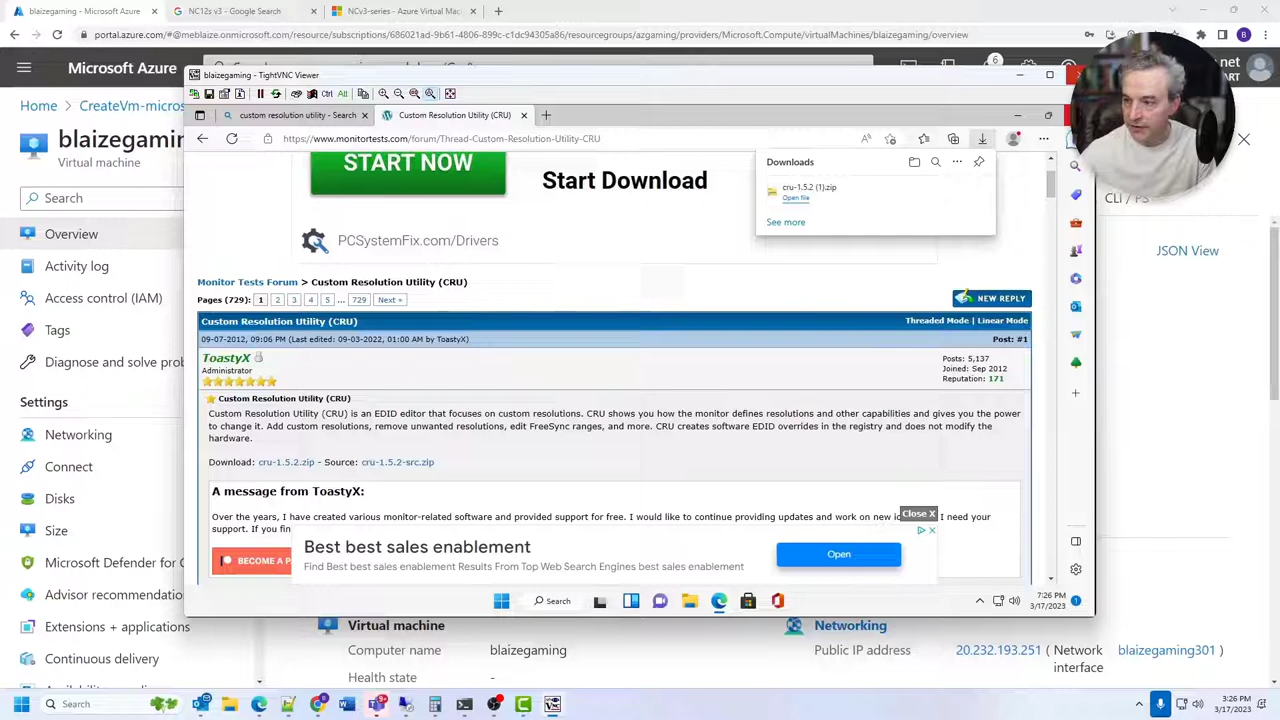 blaizegaming - Microsoft Azure
NC12s v3 - Google Search
NCv3-series - Azure Virtual Mac
portal.azure.com/#@meblaize.onmicrosoft.com/resource/subscriptions/686021ad-9b61-4806-899c-c1dc245a9836/resourcegroups/azgaming/providers/Microsoft.Compute/virtualMachines/blaizegaming/overview
B
Microsoft Azure
6
.net
ART
Home > CreateVm-micros
blaizegamin
Virtual machine
Search
Overview
Activity log
Access control (IAM)
Tags
Diagnose and solve prob
Settings
Networking
Connect
Disks
Size
Microsoft Defender for C
Advisor recommendatio
Extensions + applications
Continuous delivery
CLI / PS
JSON View
blaizegaming - TightVNC Viewer
Ctrl Alt
custom resolution utility - Search
Custom Resolution Utility (CRU)
https://www.monitortests.com/forum/Thread-Custom-Resolution-Utility-CRU
START NOW
Start Download
PCSystemFix.com/Drivers
Downloads
cru-1.5.2 (1).zip
Open file
See more
Monitor Tests Forum > Custom Resolution Utility (CRU)
Pages (729): 1 2 3 4 5 ... 729 Next »
NEW REPLY
Custom Resolution Utility (CRU)
Threaded Mode | Linear Mode
09-07-2012, 09:06 PM (Last edited: 09-03-2022, 01:00 AM by ToastyX)
Post: #1
ToastyX
Administrator
Posts: 5,137
Joined: Sep 2012
Reputation: 171
Custom Resolution Utility (CRU)
Custom Resolution Utility (CRU) is an EDID editor that focuses on custom resolutions. CRU shows you how the monitor defines resolutions and other capabilities and gives you the power
to change it. Add custom resolutions, remove unwanted resolutions, edit FreeSync ranges, and more. CRU creates software EDID overrides in the registry and does not modify the
hardware.
Download: cru-1.5.2.zip - Source: cru-1.5.2-src.zip
A message from ToastyX:
Over the years, I have created various monitor-related software and provided support for free. I would like to continue providing updates and work on new i I need your
support. If you fin
BECOME A PA
Close X
Best best sales enablement
Find Best best sales enablement Results From Top Web Search Engines best sales enablement
Open
Search
7:26 PM
3/17/2023
1
Virtual machine
Computer name
blaizegaming
Health state
-
Networking
Public IP address
20.232.193.251 ( Network
interface
blaizegaming301 )
Search
9+
3:26 PM
3/17/2023